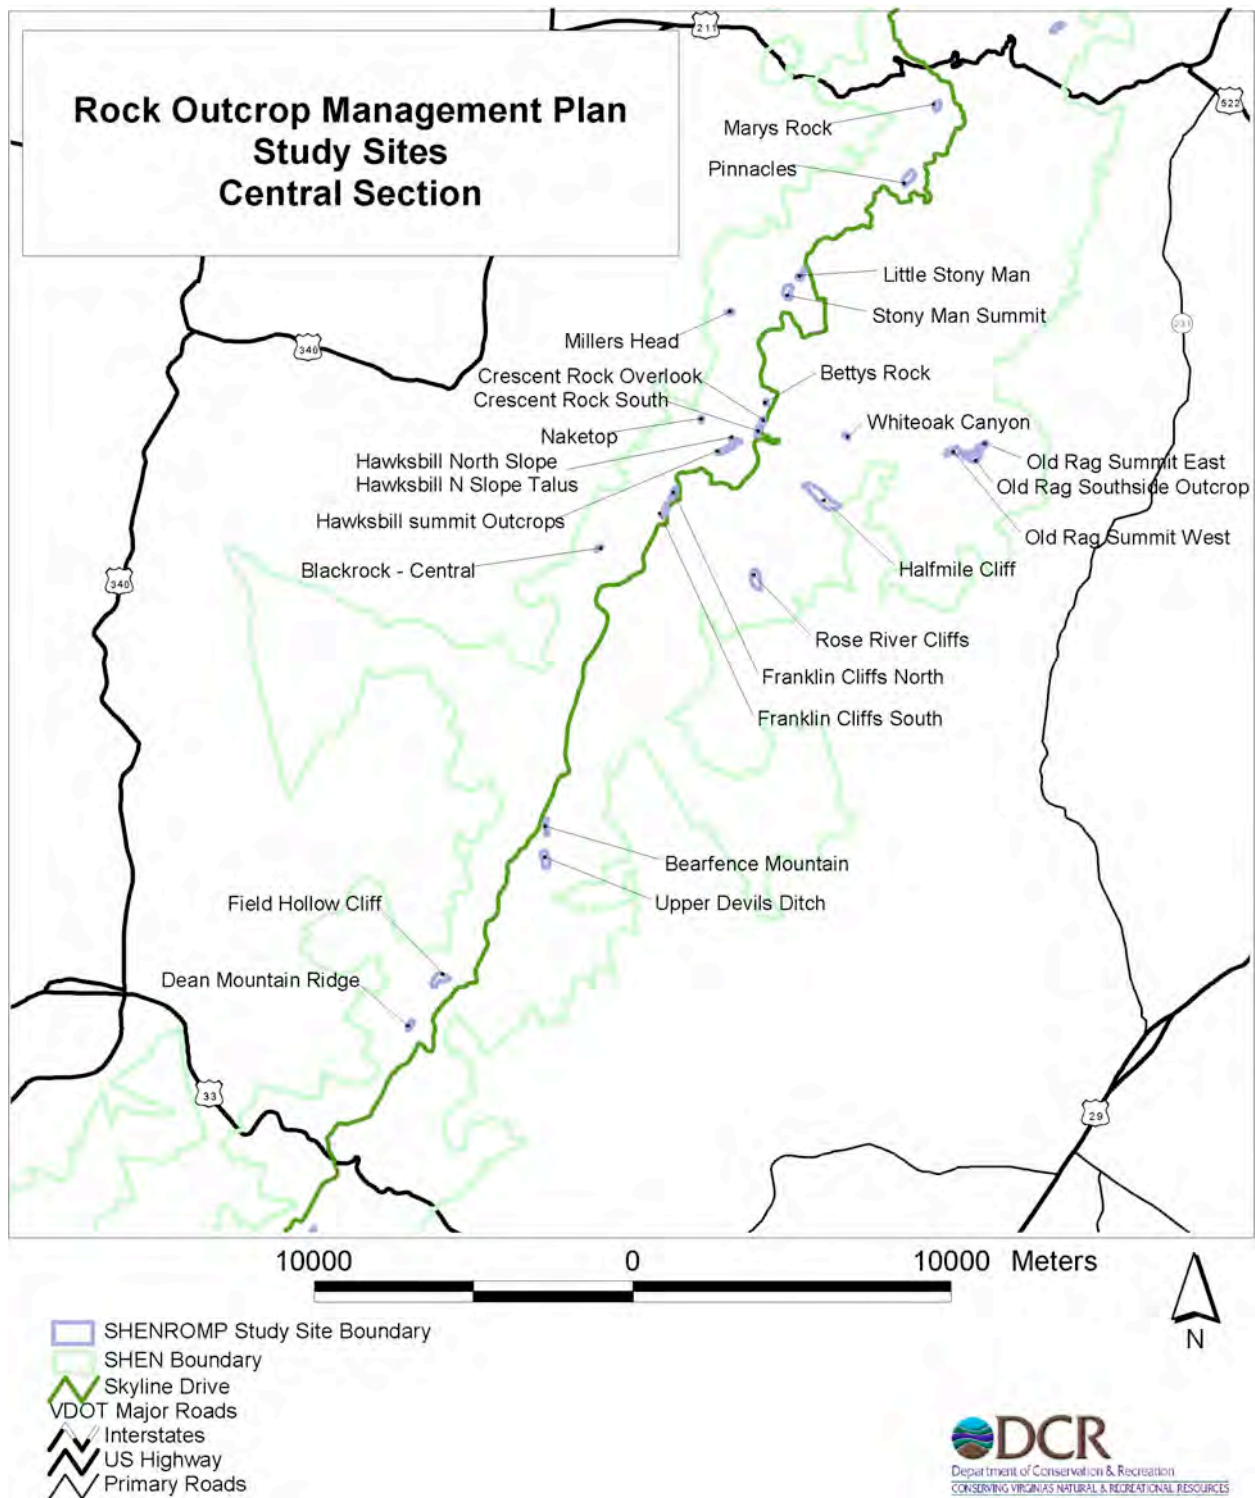 211
Rock Outcrop Management Plan
Study Sites
Central Section
522
Marys Rock
Pinnacles
Little Stony Man
Stony Man Summit
231
Millers Head
340
Crescent Rock Overlook
Crescent Rock South
Bettys Rock
Naketop
Whiteoak Canyon
Hawksbill North Slope
Hawksbill N Slope Talus
Old Rag Summit East
Old Rag Southside Outcrop
Hawksbill summit Outcrops
Old Rag Summit West
Blackrock - Central
Halfmile Cliff
340
Rose River Cliffs
Franklin Cliffs North
Franklin Cliffs South
Bearfence Mountain
Upper Devils Ditch
Field Hollow Cliff
Dean Mountain Ridge
33
29
10000 0 10000 Meters
N
SHENROMP Study Site Boundary
SHEN Boundary
Skyline Drive
VDOT Major Roads
Interstates
US Highway
Primary Roads
DCR
Department of Conservation & Recreation
CONSERVING VIRGINIA'S NATURAL & RECREATIONAL RESOURCES